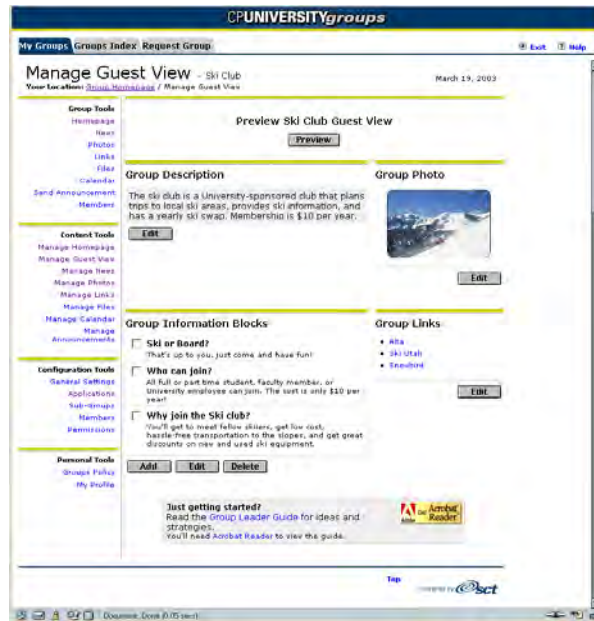 CPUNIVERSITYgroups
My Groups Groups Index Request Group
Exit Help
Manage Guest View - Ski Club
March 19, 2003
Your Location: Group Homepage / Manage Guest View
Group Tools
Homepage
News
Photos
Links
Files
Calendar
Send Announcement
Members
Content Tools
Manage Homepage
Manage Guest View
Manage News
Manage Photos
Manage Links
Manage Files
Manage Calendar
Manage
Announcements
Configuration Tools
General Settings
Applications
Sub-Groups
Members
Permissions
Personal Tools
Groups Policy
My Profile
Preview Ski Club Guest
View
Preview
Group Description
The ski club is a University-sponsored club that plans
trips to local ski areas, provides ski information, and
has a yearly ski swap. Membership is $10 per year.
Edit
Group Photo
Edit
Group Information Blocks
Ski or Board?
That's up to you, just come and have fun!
Who can join?
All full or part time student, faculty member, or
University employee can join. The cost is only $10 per
year!
Why join the Ski club?
You'll get to meet fellow skiiers, get low cost,
hassle-free transportation to the slopes, and get great
discounts on new and used ski equipment.
Add Edit Delete
Group Links
Alta
Ski Utah
Snowbird
Edit
Just getting started?
Read the Group Leader Guide for ideas and
strategies.
You'll need Acrobat Reader to view the guide.
Adobe Get Acrobat
Reader
Top
powered by sct
Document: Done (0.05 secs)